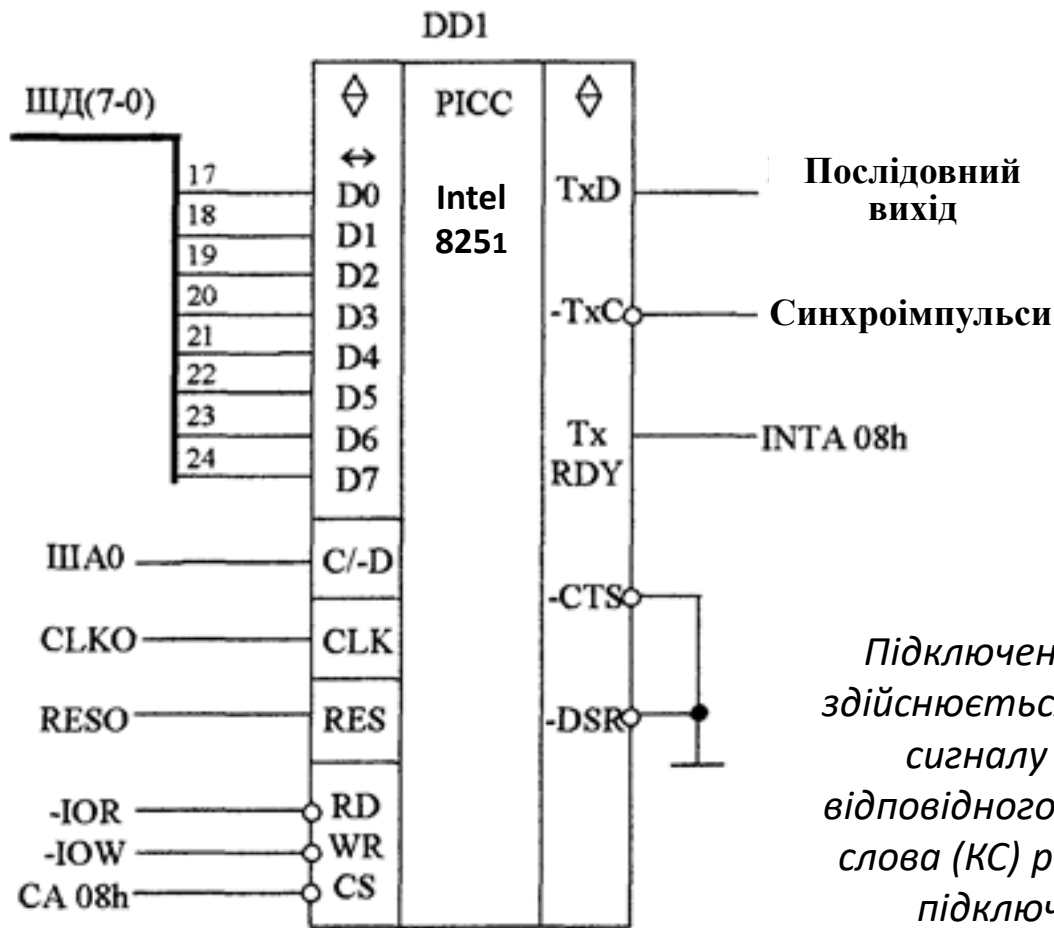 DD1
ШД(7-0)
PICC
Intel
8251
17
D0
18
D1
19
D2
20
D3
21
D4
22
D5
23
D6
24
D7
ША0
C/-D
CLKO
CLK
RESO
RES
-IOR
RD
-IOW
WR
CA 08h
CS
TxD
Послідовний
вихід
-TxC
Синхроімпульси
Tx
RDY
INTA 08h
-CTS
-DSR
Підключен
здійснюєтьс
сигналу
відповідного
слова (КС) р
підключ